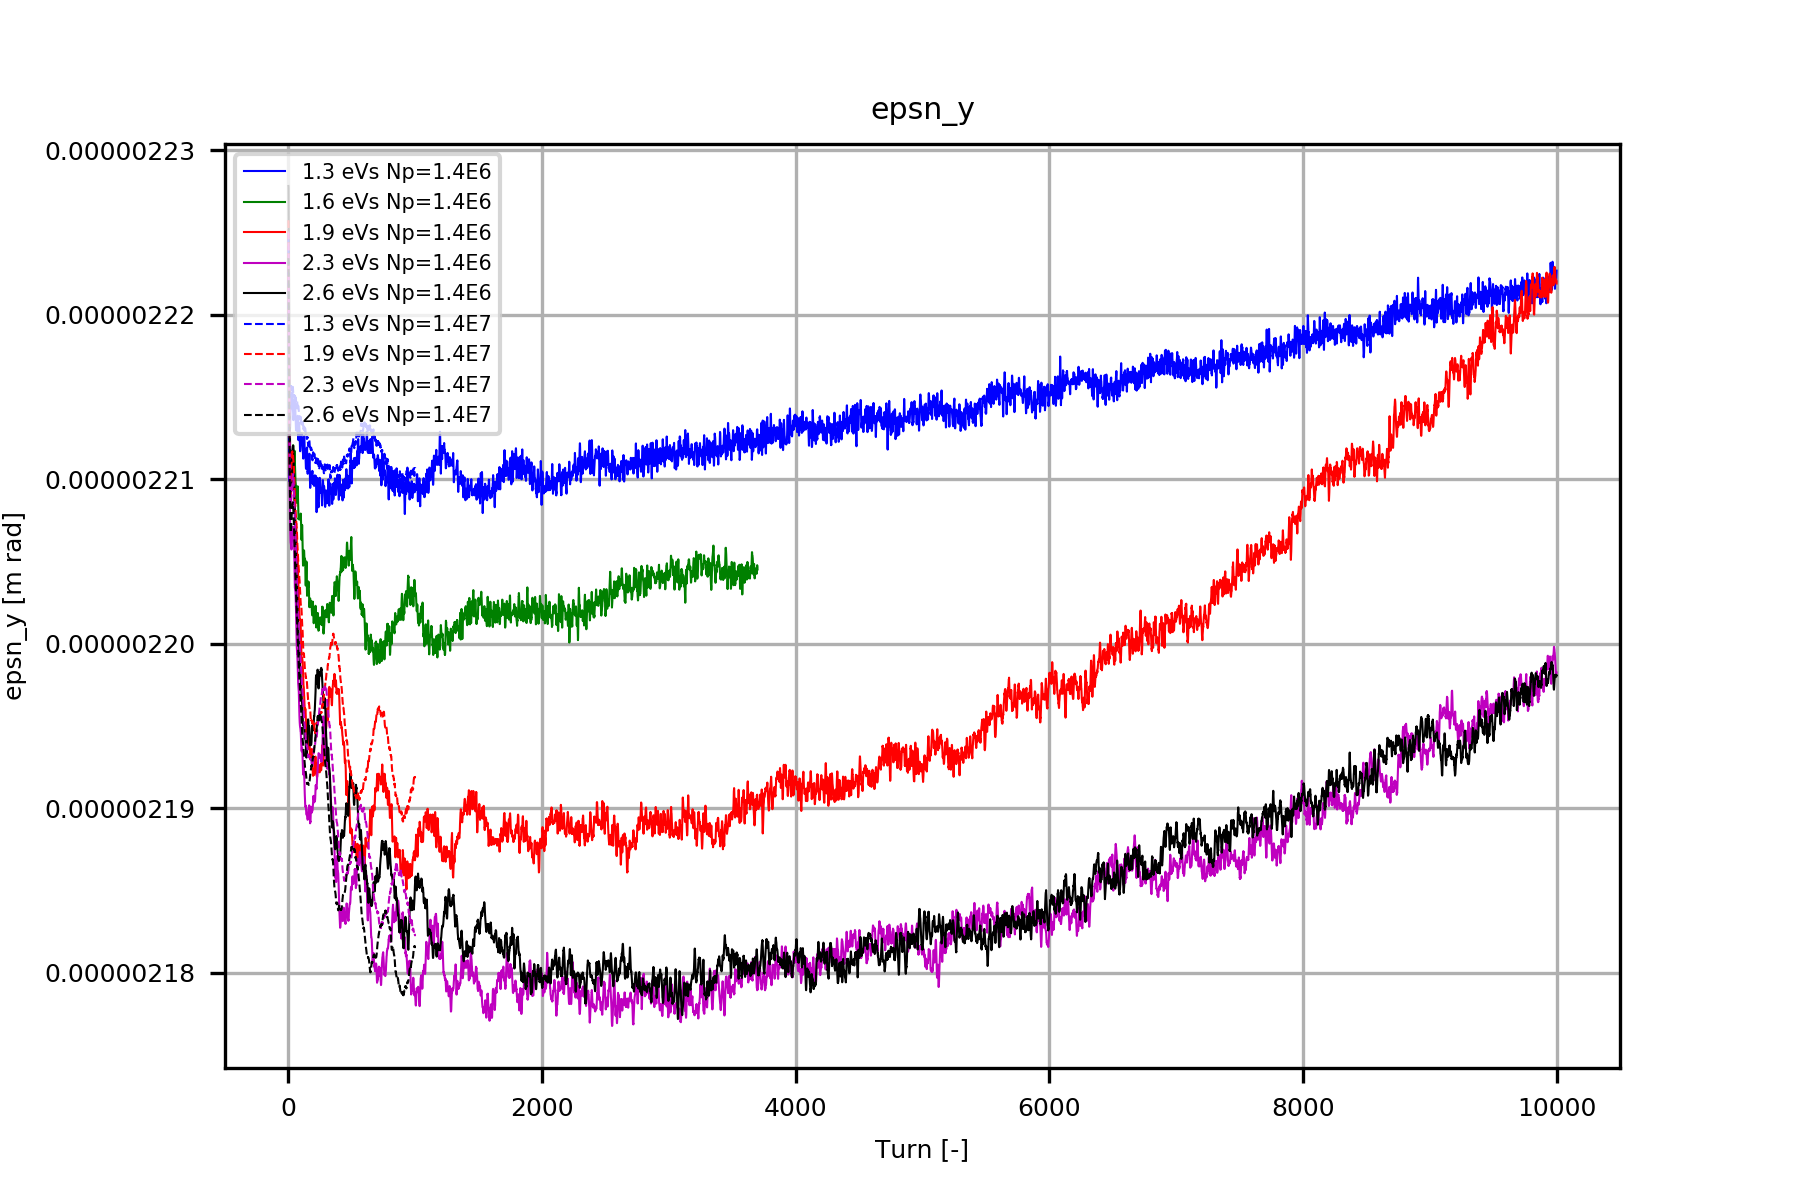 epsn_y
0.00000223
0.00000222
0.00000221
0.00000220
0.00000219
0.00000218
epsn_y [m rad]
1.3 eVs Np=1.4E6
1.6 eVs Np=1.4E6
1.9 eVs Np=1.4E6
2.3 eVs Np=1.4E6
2.6 eVs Np=1.4E6
1.3 eVs Np=1.4E7
1.9 eVs Np=1.4E7
2.3 eVs Np=1.4E7
2.6 eVs Np=1.4E7
0 2000 4000 6000 8000 10000
Turn [-]